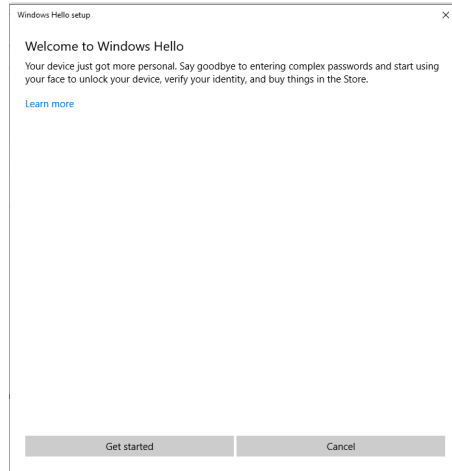 Windows Hello setup
Welcome to Windows Hello
Your device just got more personal. Say goodbye to entering complex passwords and start using
your face to unlock your device, verify your identity, and buy things in the Store.
Learn more
Get started
Cancel